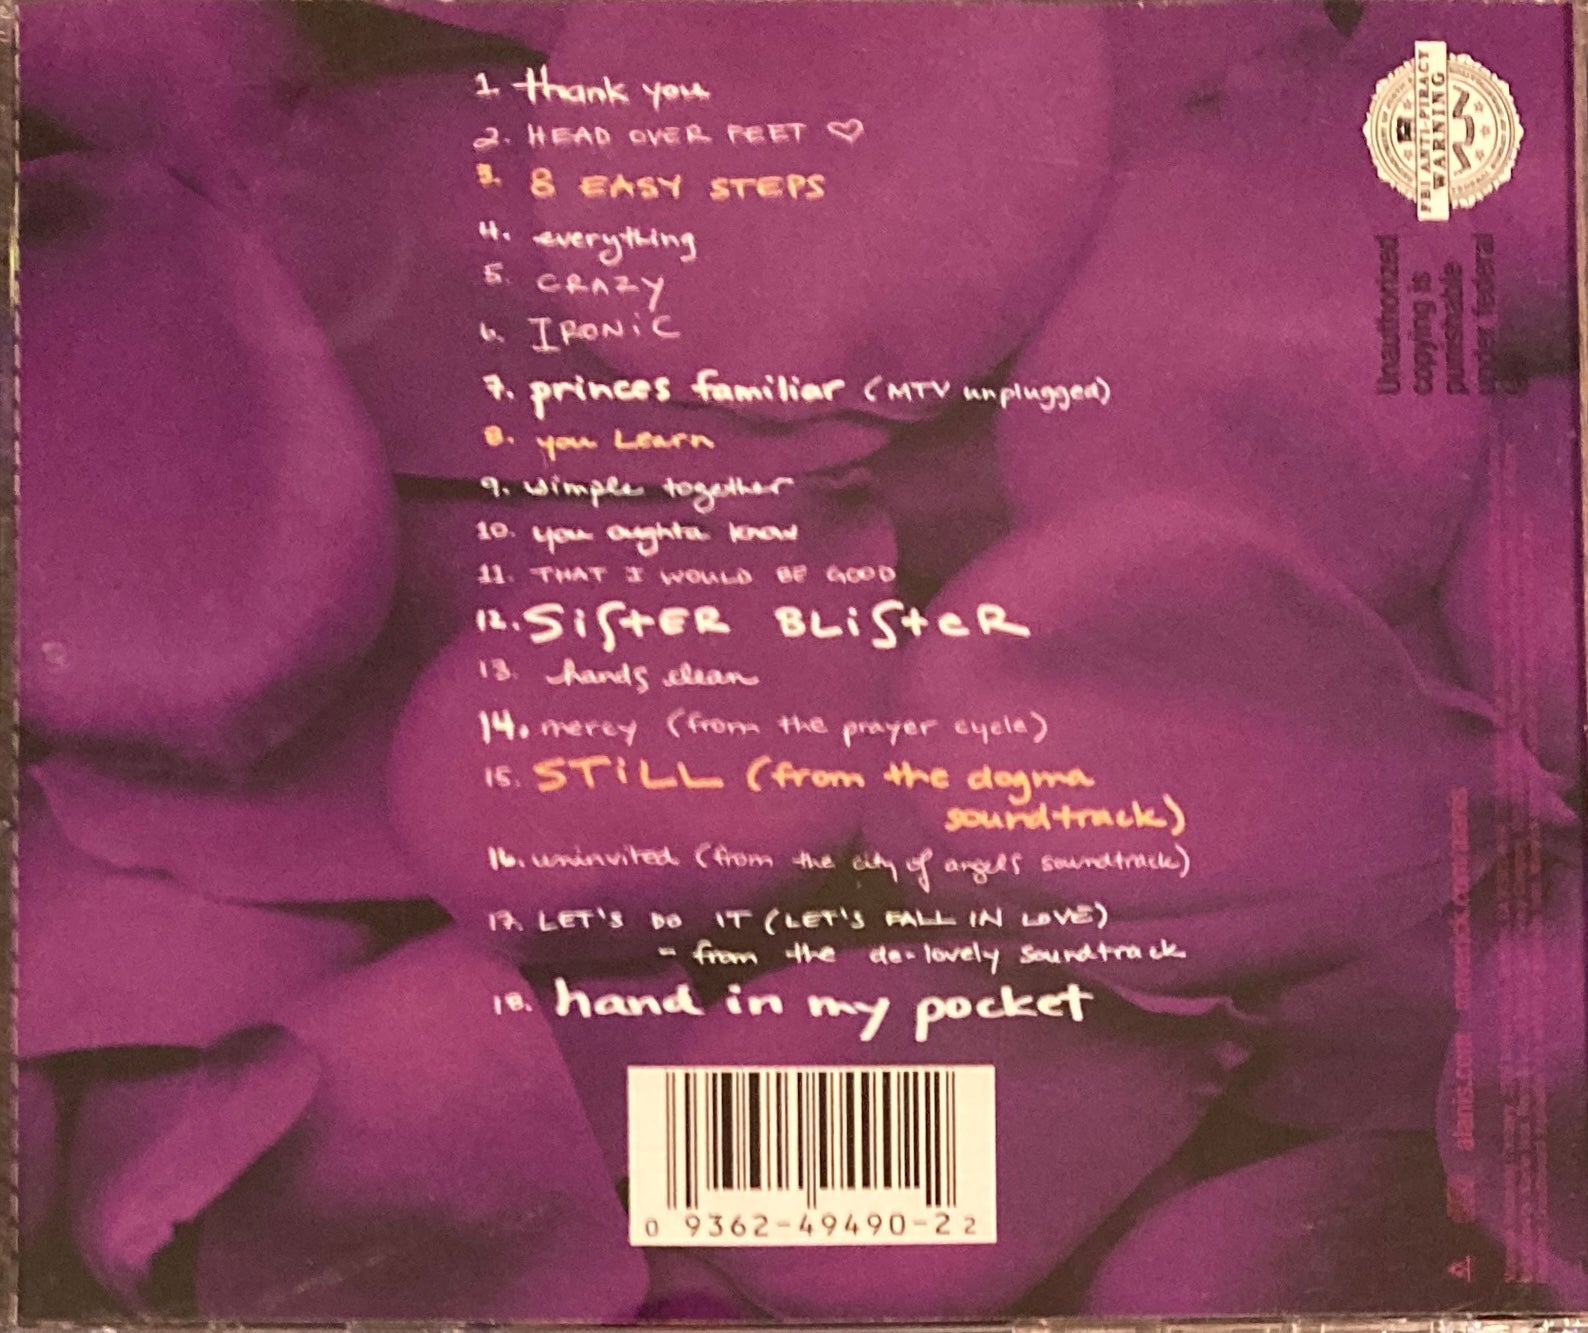 1. thank you
2. HEAD OVER FEET ♡
3. 8 EASY STEPS
4. everything
5. CRAZY
6. IRONiC
7. princes familiar (MTV unplugged)
8. you Learn
9. simple together
10. you oughta know
11. THAT I WOULD BE GOOD
12. SiSTER BLiSteR
13. hands clean
14. mercy (from the prayer cycle)
15. STiLL (from the dogma
soundtrack)
16. uninvited (from the city of angels soundtrack)
17. LET'S DO IT (LET'S FALL IN LOVE)
- from the de-lovely soundtrack
18. hand in my pocket
0 9362-49490-2 2
FBI ANTI-PIRACY
WARNING
Unauthorized
copying is
punishable
under federal
alanis.com maverick.com